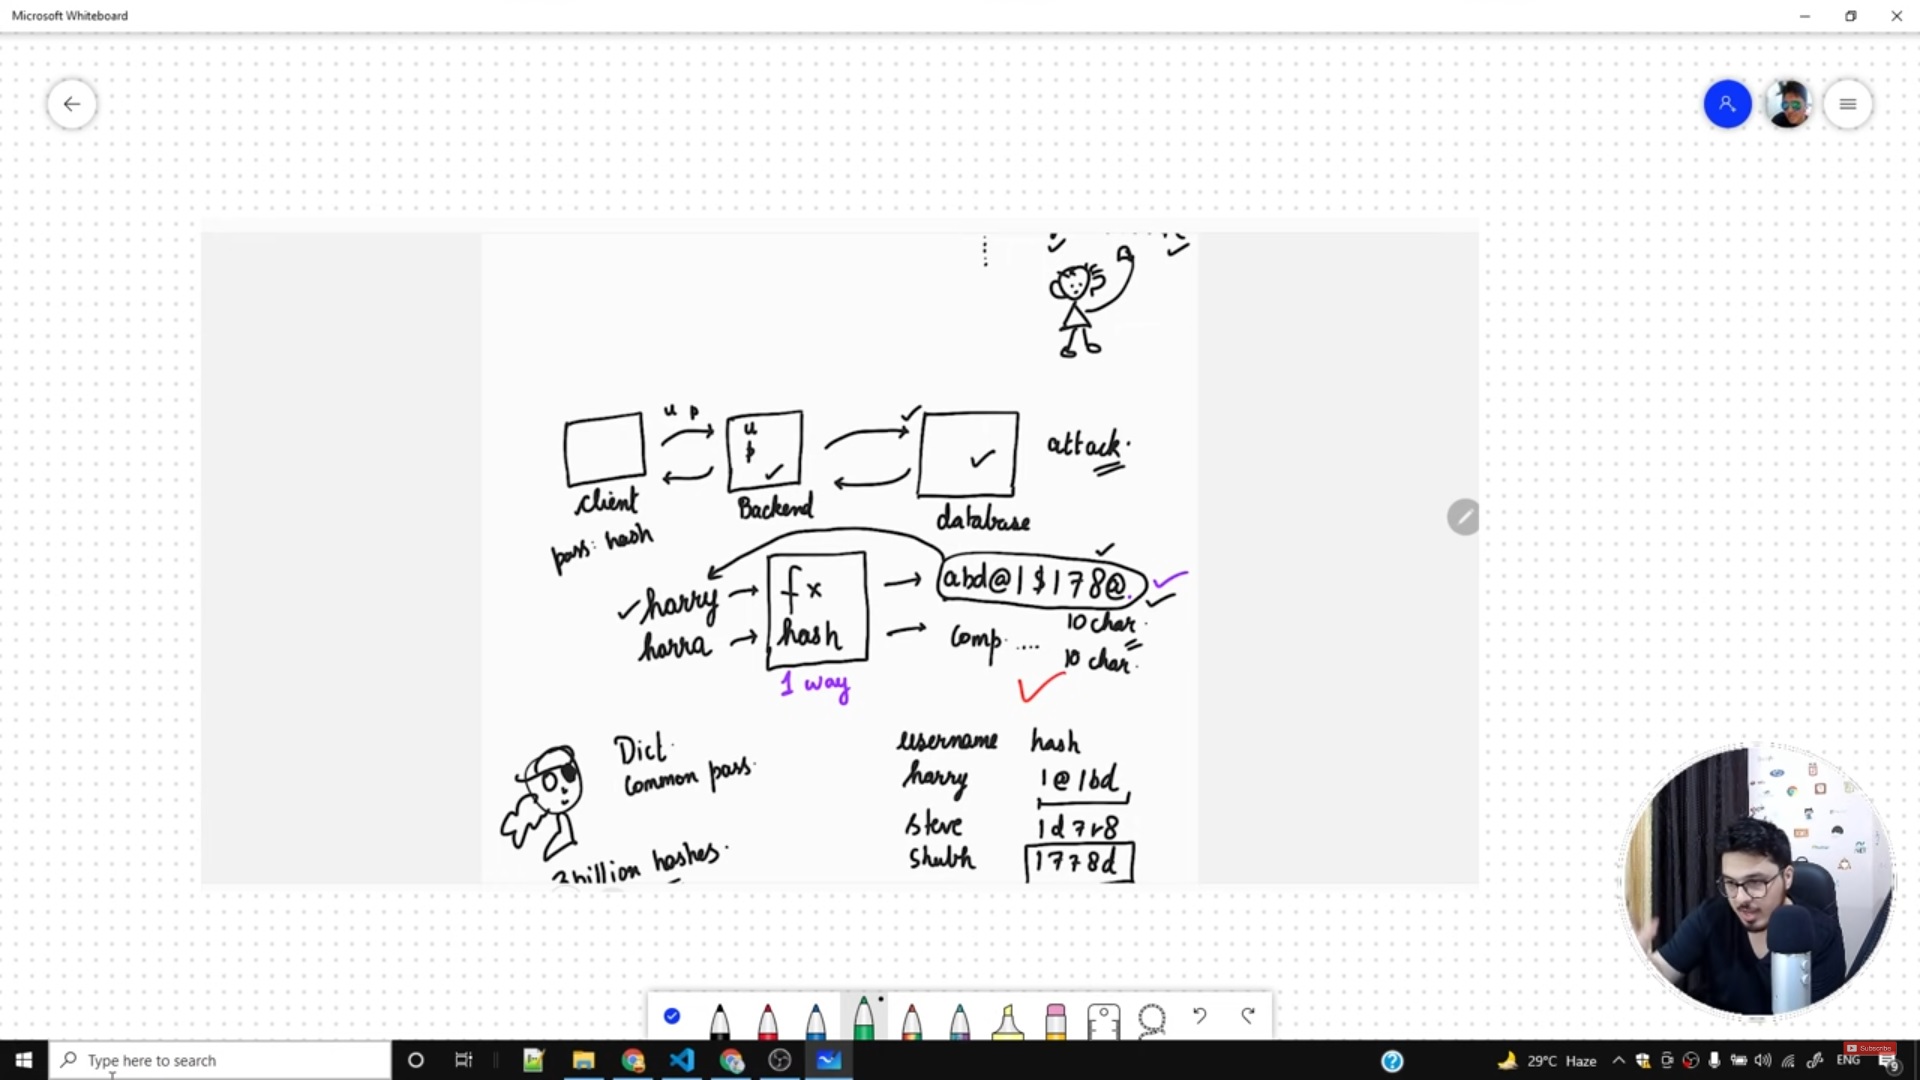 Microsoft Whiteboard
u p
u
p
attack.
client
Backend
database
pass: hash
harry
fx
abd@1$178@.
harra
hash
10 char.
comp ....
10 char.
1 way
Dict.
common pass.
username hash
harry 1@1bd
steve 1d7r8
Shubh 1778d
3 billion hashes.
Type here to search
29°C Haze
ENG
Subscribe
9